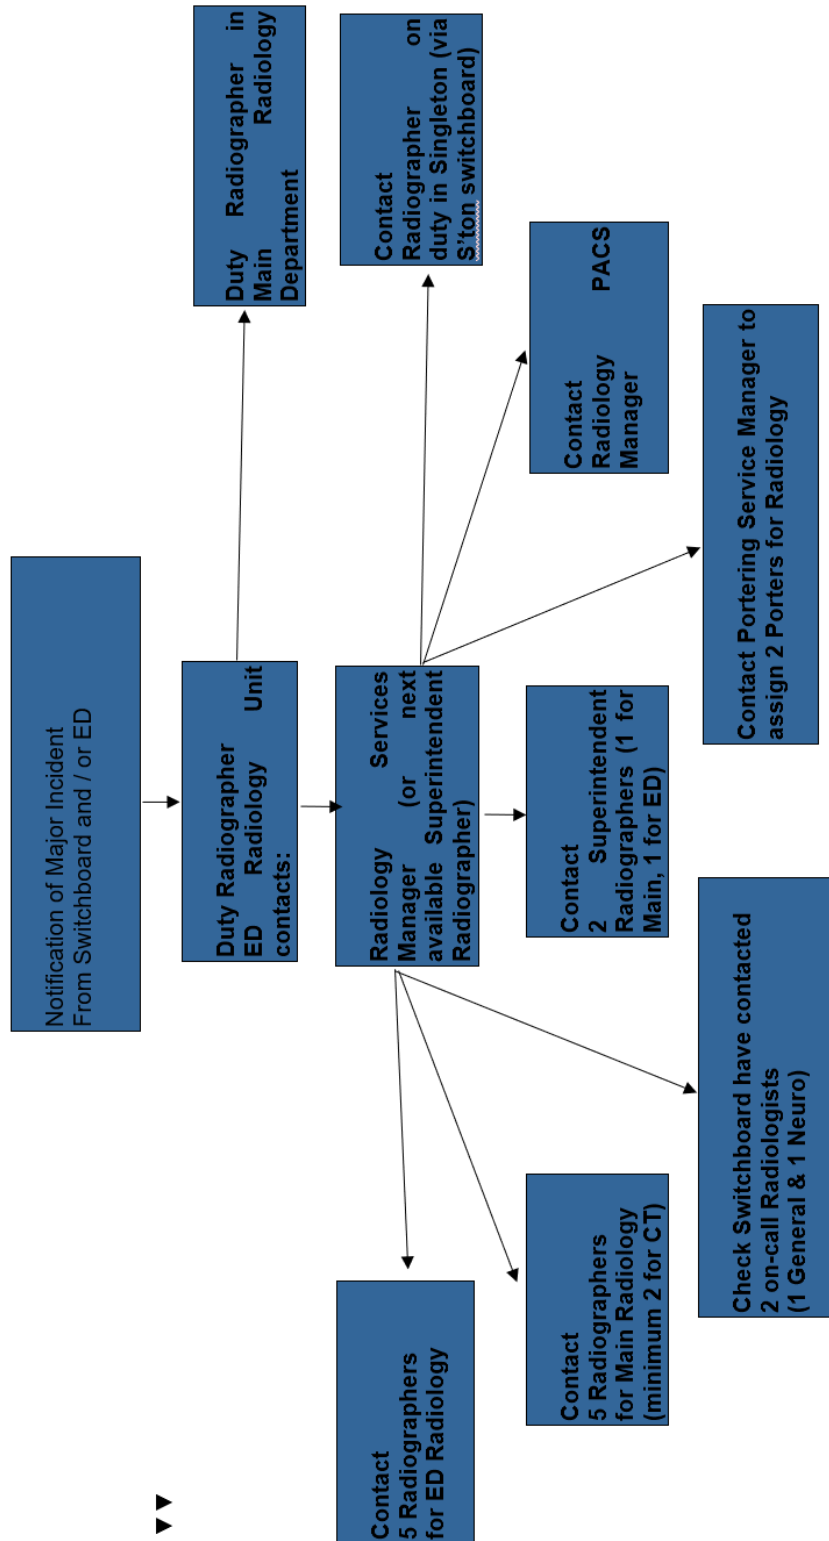 Notification of Major Incident
From Switchboard and / or ED
Duty Radiographer
ED Radiology Unit
contacts:
Duty Radiographer in
Main Radiology
Department
Radiology Services
Manager (or next
available Superintendent
Radiographer)
Contact
5 Radiographers
for ED Radiology
Contact
5 Radiographers
for Main Radiology
(minimum 2 for CT)
Check Switchboard have contacted
2 on-call Radiologists
(1 General & 1 Neuro)
Contact
2 Superintendent
Radiographers (1 for
Main, 1 for ED)
Contact Portering Service Manager to
assign 2 Porters for Radiology
Contact PACS
Radiology
Manager
Contact
Radiographer on
duty in Singleton (via
S'ton switchboard)